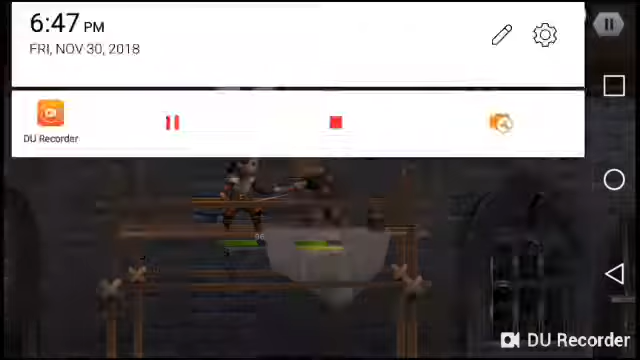 6:47 PM
FRI, NOV 30, 2018
DU Recorder
DU Recorder